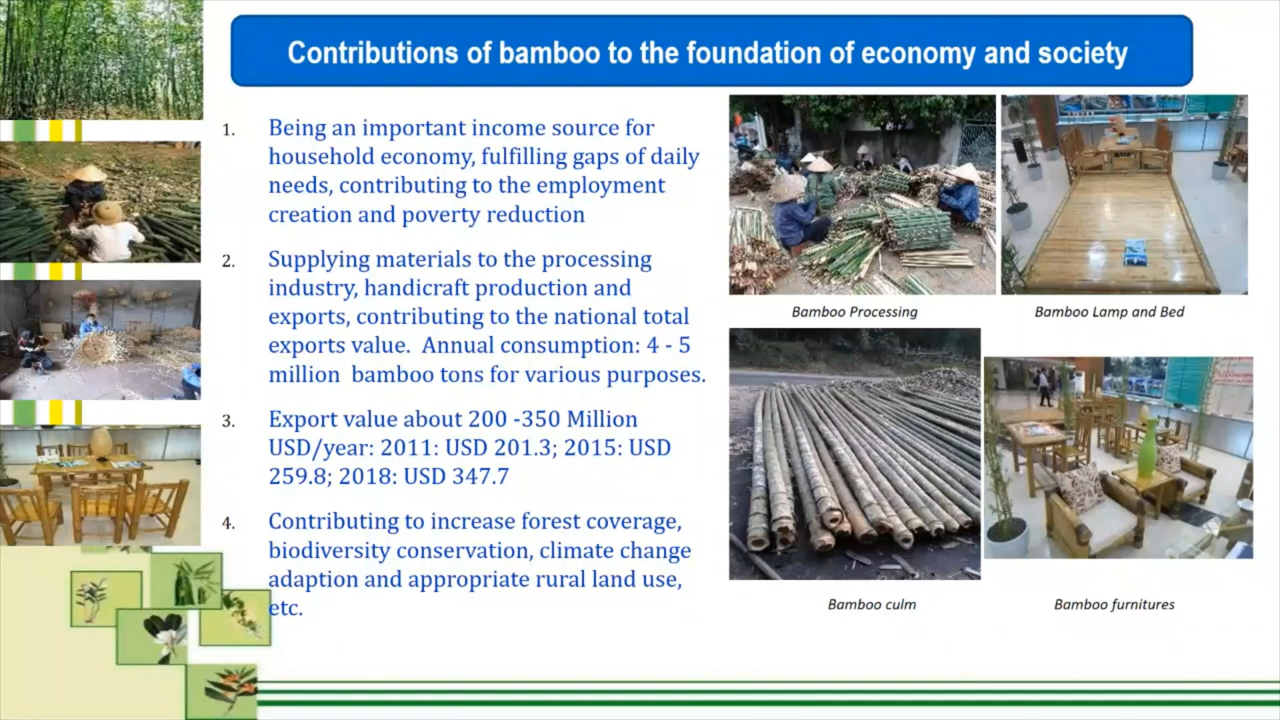 Contributions of bamboo to the foundation of economy and society
1. Being an important income source for
household economy, fulfilling gaps of daily
needs, contributing to the employment
creation and poverty reduction
2. Supplying materials to the processing
industry, handicraft production and
exports, contributing to the national total
exports value.  Annual consumption: 4 - 5
million  bamboo tons for various purposes.
3. Export value about 200 -350 Million
USD/year: 2011: USD 201.3; 2015: USD
259.8; 2018: USD 347.7
4. Contributing to increase forest coverage,
biodiversity conservation, climate change
adaption and appropriate rural land use,
etc.
Bamboo Processing
Bamboo Lamp and Bed
Bamboo culm
Bamboo furnitures